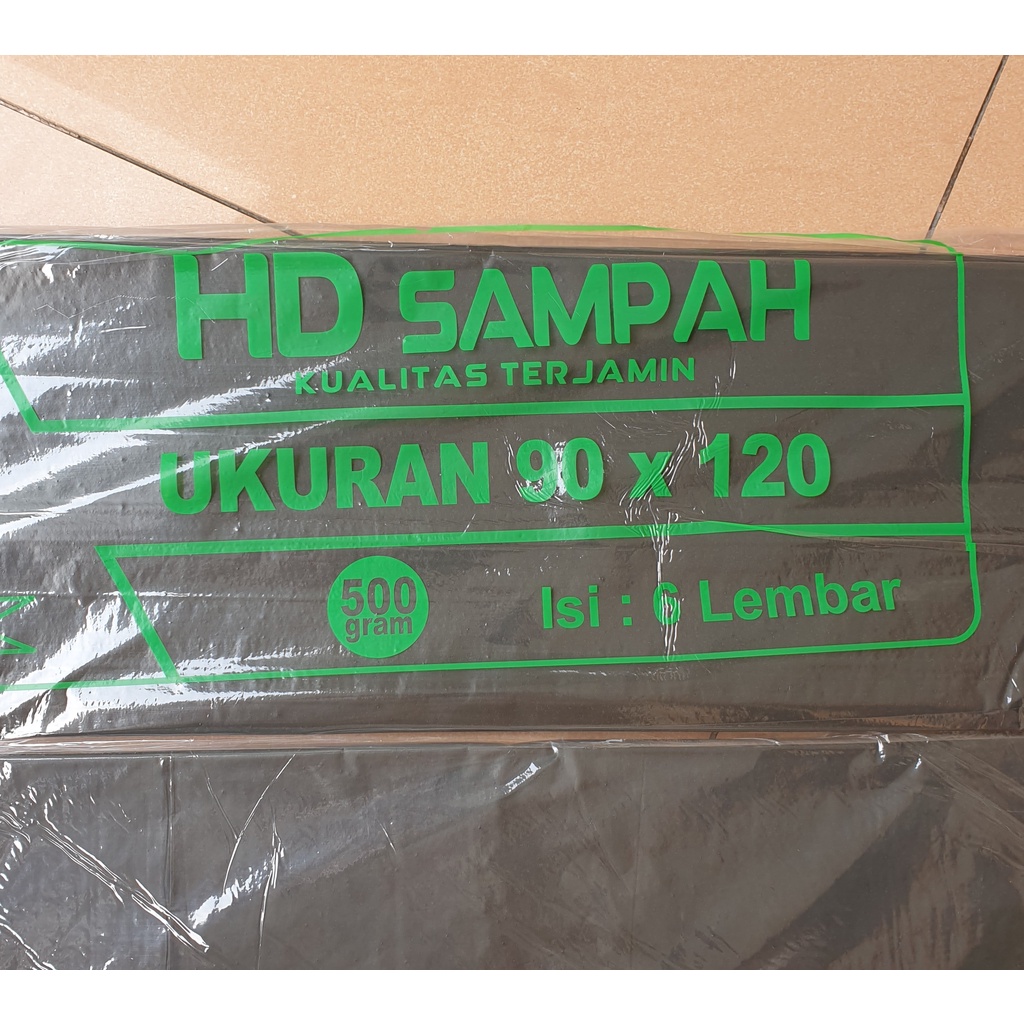 HD SAMPAH
KUALITAS TERJAMIN
UKURAN 90 x 120
500
gram
Isi : 6 Lembar